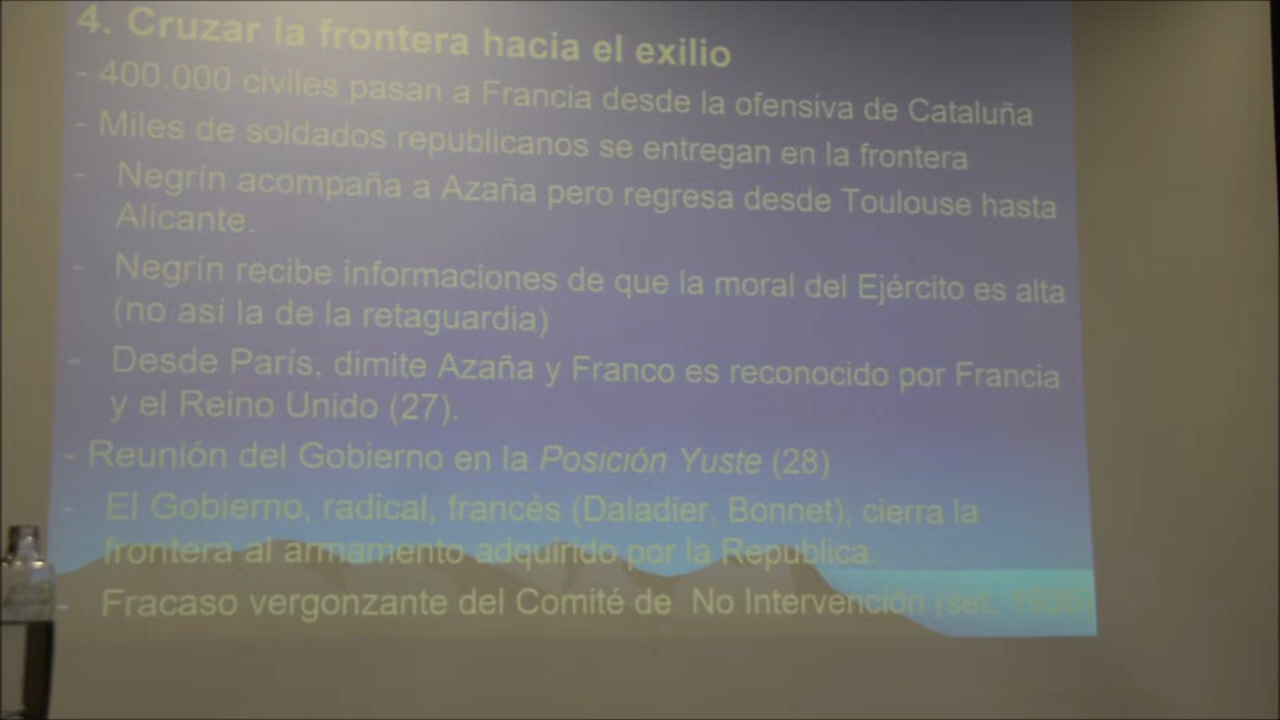 4. Cruzar la frontera hacia el exilio
- 400.000 civiles pasan a Francia desde la ofensiva de Cataluña
- Miles de soldados republicanos se entregan en la frontera
- Negrín acompaña a Azaña pero regresa desde Toulouse hasta
Alicante.
- Negrín recibe informaciones de que la moral del Ejército es alta
(no así la de la retaguardia)
- Desde París, dimite Azaña y Franco es reconocido por Francia
y el Reino Unido (27).
- Reunión del Gobierno en la Posición Yuste (28)
- El Gobierno, radical, francés (Daladier, Bonnet), cierra la
frontera al armamento adquirido por la Republica.
- Fracaso vergonzante del Comité de No Intervención (set.